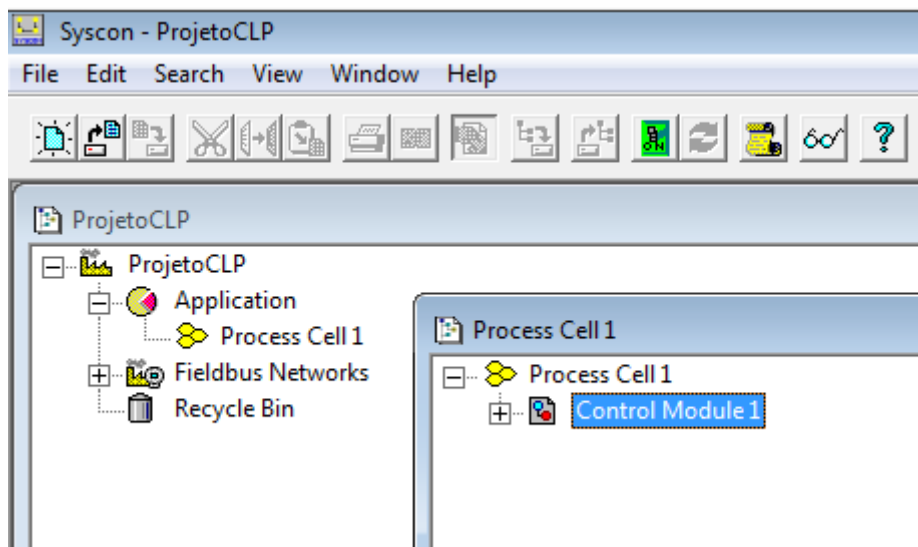 Syscon - ProjetoCLP
File Edit Search View Window Help
ProjetoCLP
ProjetoCLP
Application
Process Cell 1
Fieldbus Networks
Recycle Bin
Process Cell 1
Process Cell 1
Control Module 1